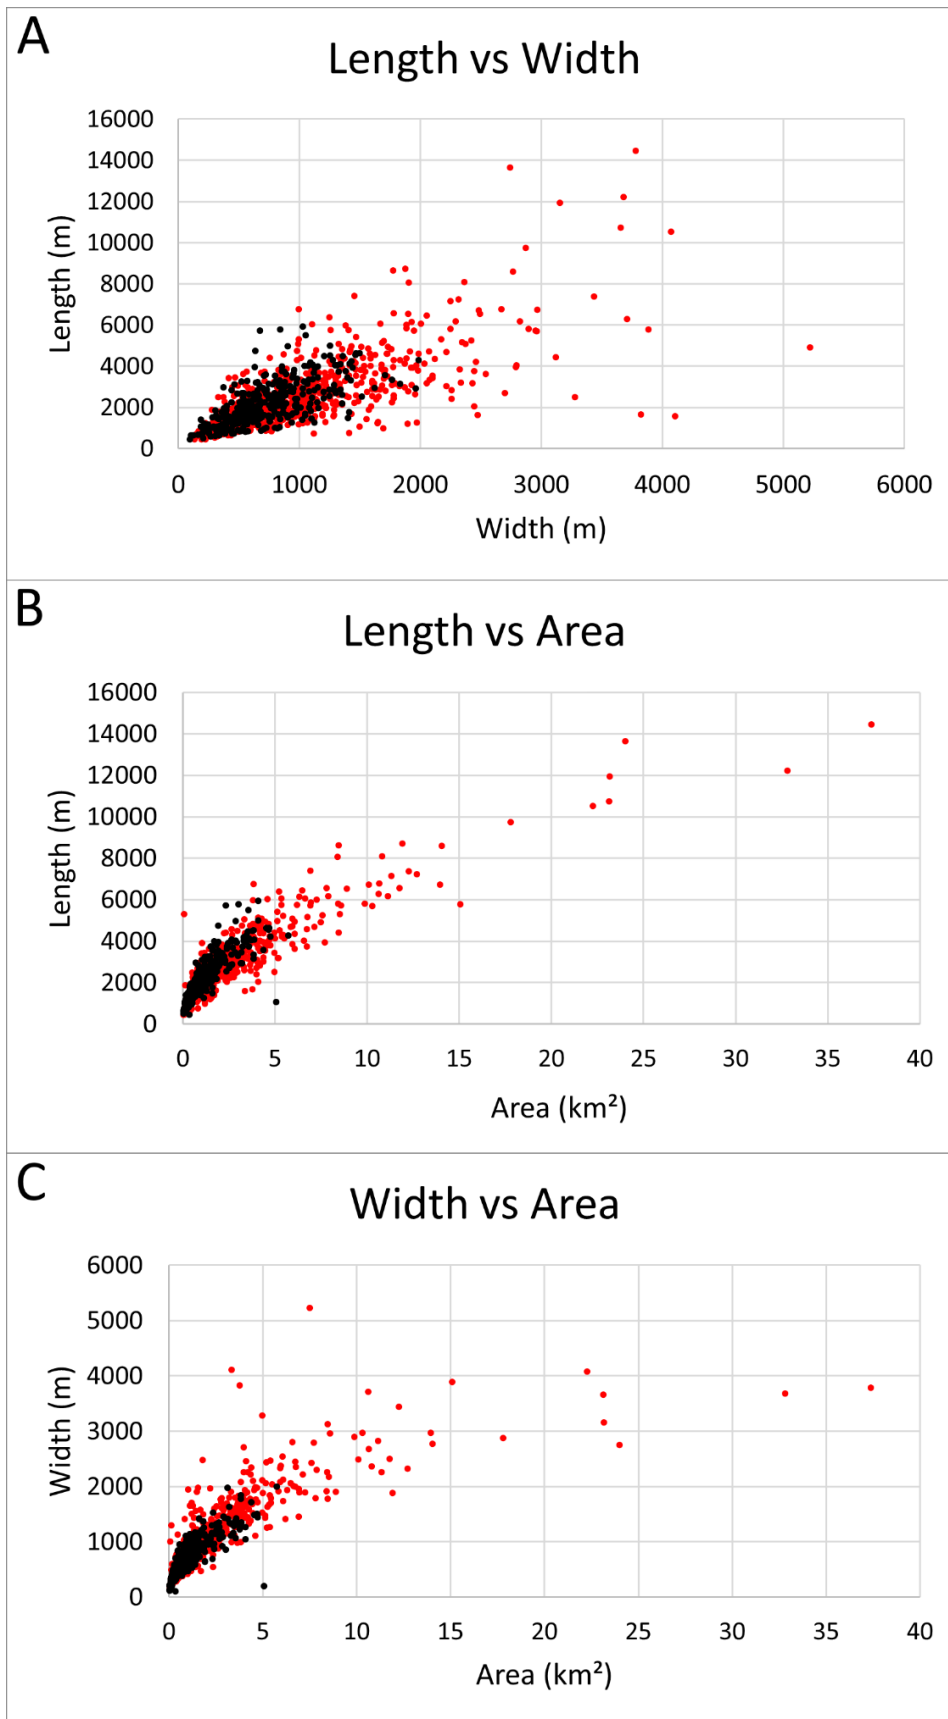 A
Length vs Width
16000
14000
12000
10000
8000
6000
4000
2000
0
Length (m)
0 1000 2000 3000 4000 5000 6000
Width (m)
B
Length vs Area
16000
14000
12000
10000
8000
6000
4000
2000
0
Length (m)
0 5 10 15 20 25 30 35 40
Area (km²)
C
Width vs Area
6000
5000
4000
3000
2000
1000
0
Width (m)
0 5 10 15 20 25 30 35 40
Area (km²)